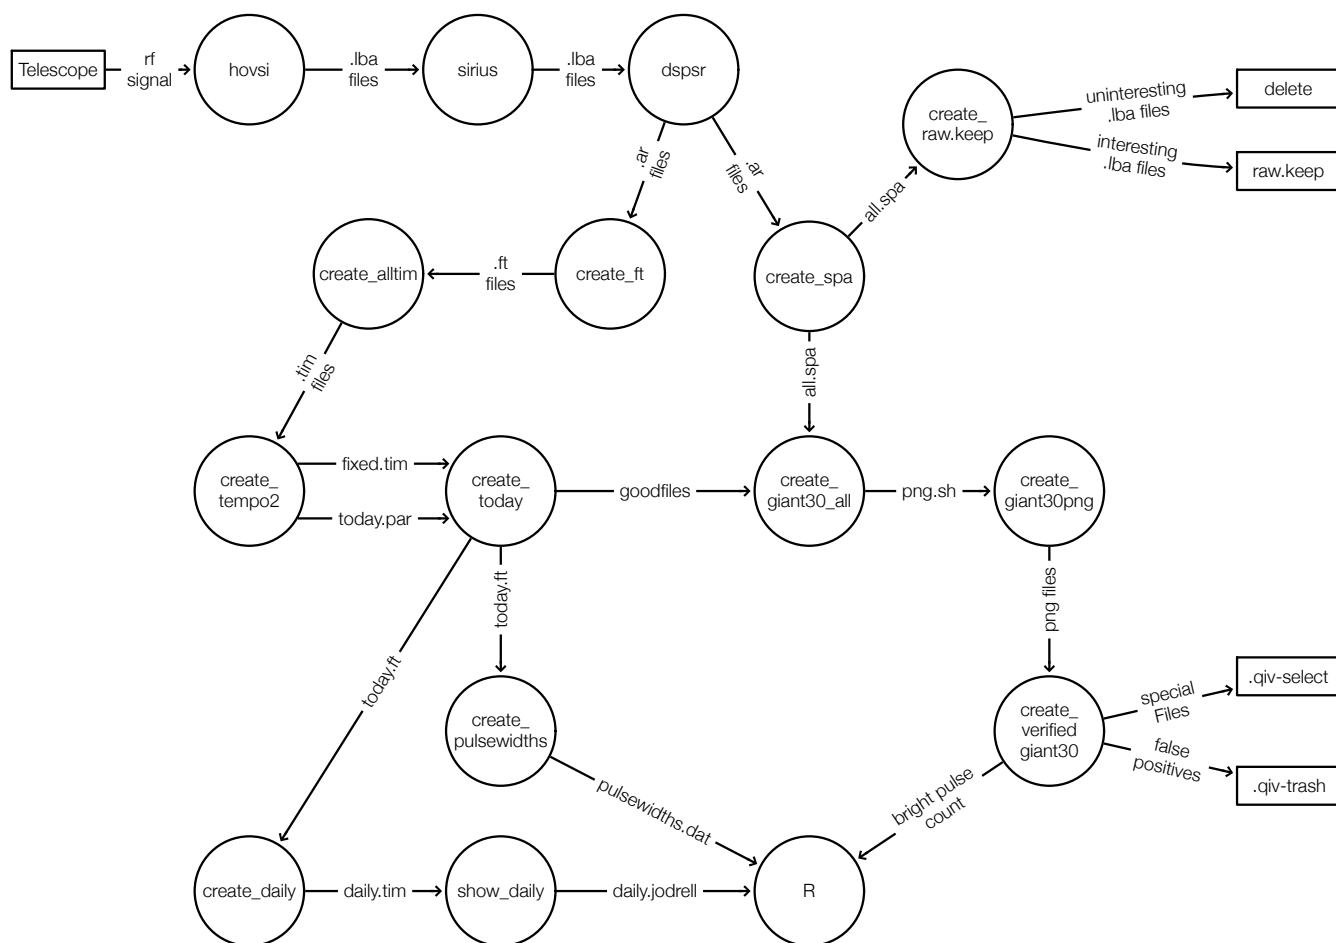 Telescope
rf
signal
hovsi
.lba
files
sirius
.lba
files
dspsr
create_
raw.keep
uninteresting
.lba files
delete
interesting
.lba files
raw.keep
.ar
files
.ar
files
all.spa
create_alltim
.ft
files
create_ft
create_spa
.tim
files
all.spa
create_
tempo2
fixed.tim
today.par
create_
today
goodfiles
create_
giant30_all
png.sh
create_
giant30png
today.ft
today.ft
png files
create_
pulsewidths
create_
verified
giant30
special
Files
.qiv-select
false
positives
.qiv-trash
pulsewidths.dat
bright pulse
count
create_daily
daily.tim
show_daily
daily.jodrell
R